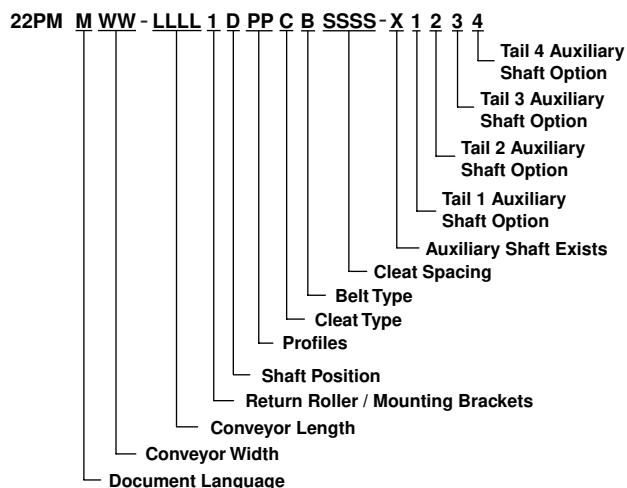 22PM M WW - LLLL 1 D PP C B SSSS - X 1 2 3 4
Tail 4 Auxiliary
Shaft Option
Tail 3 Auxiliary
Shaft Option
Tail 2 Auxiliary
Shaft Option
Tail 1 Auxiliary
Shaft Option
Auxiliary Shaft Exists
Cleat Spacing
Belt Type
Cleat Type
Profiles
Shaft Position
Return Roller / Mounting Brackets
Conveyor Length
Conveyor Width
Document Language